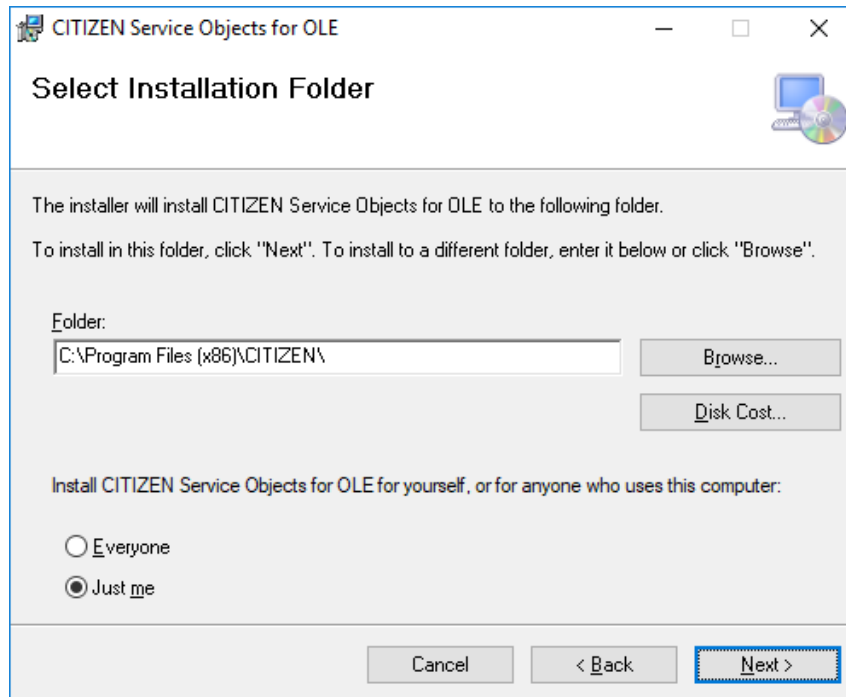 CITIZEN Service Objects for OLE
Select Installation Folder
The installer will install CITIZEN Service Objects for OLE to the following folder.
To install in this folder, click "Next". To install to a different folder, enter it below or click "Browse".
Folder:
C:\Program Files (x86)\CITIZEN\
Browse...
Disk Cost...
Install CITIZEN Service Objects for OLE for yourself, or for anyone who uses this computer:
Everyone
Just me
Cancel
< Back
Next >